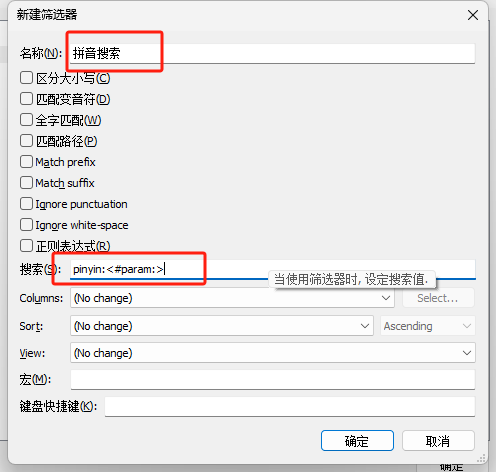 新建筛选器
名称(N): 拼音搜索
区分大小写(C)
匹配变音符(D)
全字匹配(W)
匹配路径(P)
Match prefix
Match suffix
Ignore punctuation
Ignore white-space
正则表达式(R)
搜索(S): pinyin:<#param:>
当使用筛选器时, 设定搜索值.
Columns: (No change) Select...
Sort: (No change) Ascending
View: (No change)
宏(M):
键盘快捷键(K):
确定 取消
确定